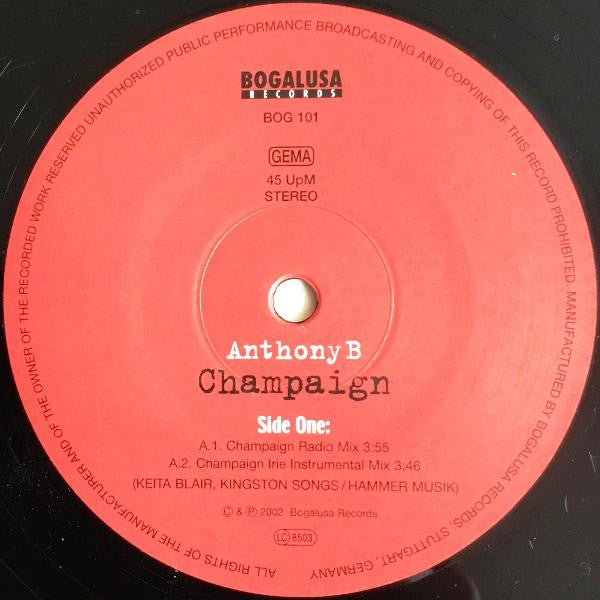 BOGALUSA
RECORDS
BOG 101
GEMA
45 UpM
STEREO
Anthony B
Champaign
Side One:
A.1. Champaign Radio Mix 3:55
A.2. Champaign Irie Instrumental Mix 3:46
(KEITA BLAIR, KINGSTON SONGS/HAMMER MUSIK)
© & ℗ 2002 Bogalusa Records
LC 8503
ALL RIGHTS OF THE MANUFACTURER AND OF THE OWNER OF THE RECORDED WORK RESERVED UNAUTHORIZED PUBLIC PERFORMANCE BROADCASTING AND COPYING OF THIS RECORD PROHIBITED. MANUFACTURED BY BOGALUSA RECORDS, STUTTGART, GERMANY